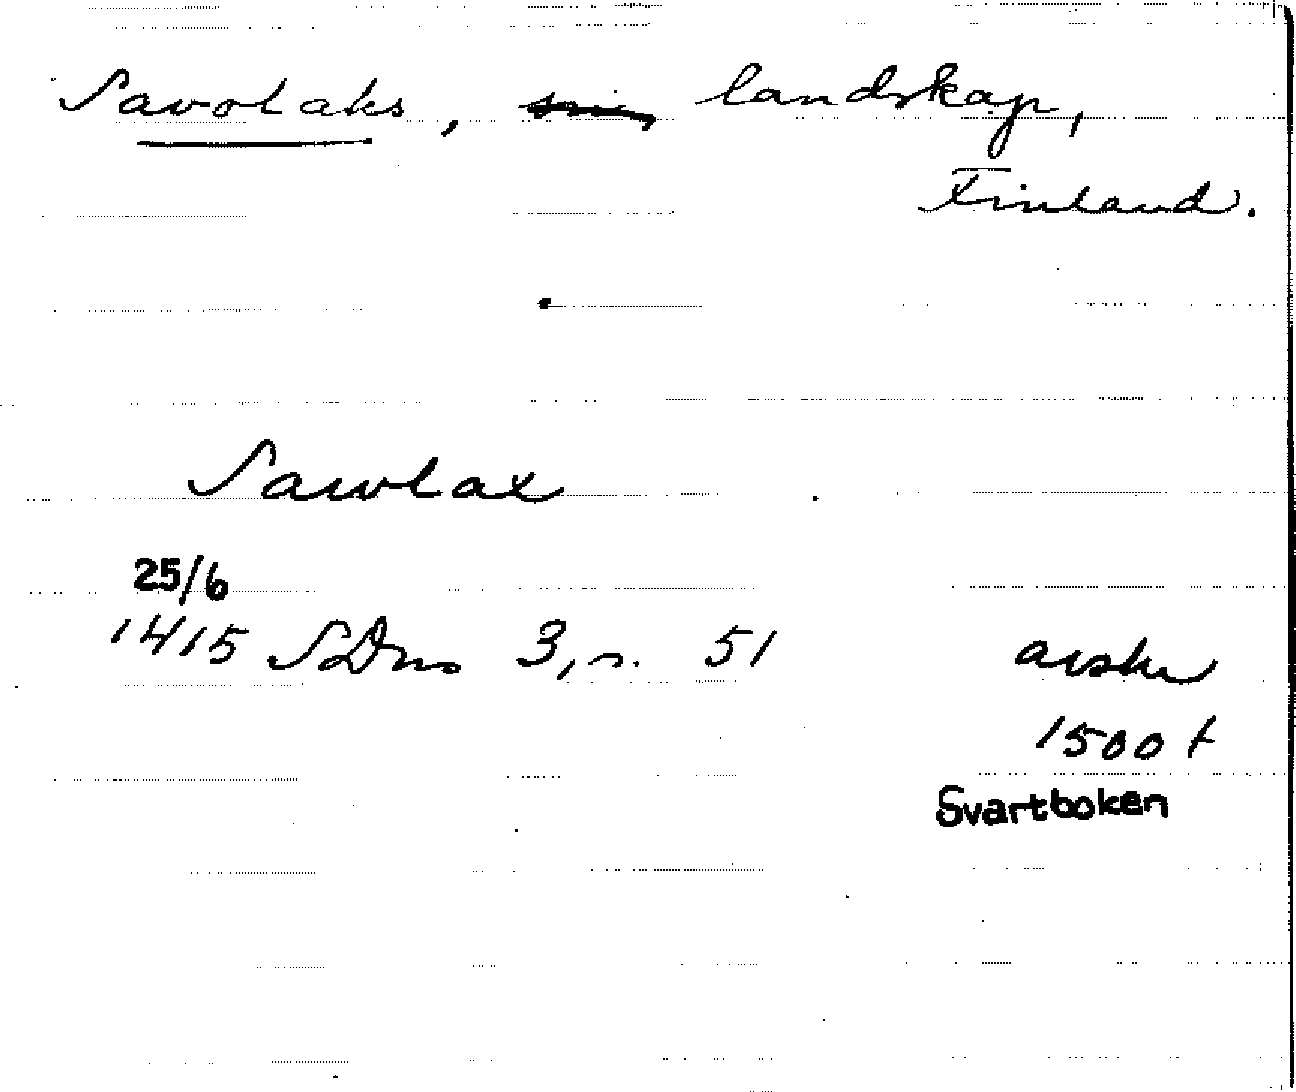 Savolaks, landskap,
Finland.
Sawlax
25/6
1415 SDns 3, s. 51 avskr
1500 t
Svartboken